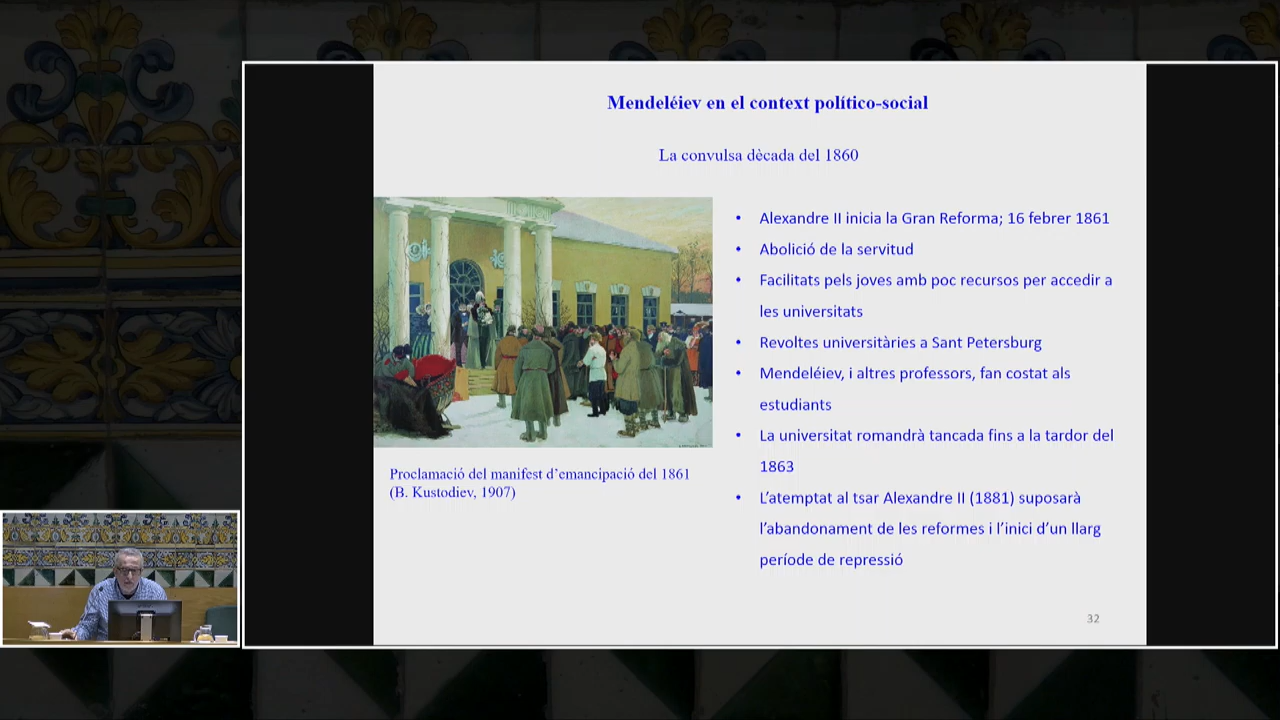 Mendeléiev en el context político-social
La convulsa dècada del 1860
• Alexandre II inicia la Gran Reforma; 16 febrer 1861
• Abolició de la servitud
• Facilitats pels joves amb poc recursos per accedir a
les universitats
• Revoltes universitàries a Sant Petersburg
• Mendeléiev, i altres professors, fan costat als
estudiants
• La universitat romandrà tancada fins a la tardor del
1863
• L’atemptat al tsar Alexandre II (1881) suposarà
l’abandonament de les reformes i l’inici d’un llarg
període de repressió
Proclamació del manifest d’emancipació del 1861
(B. Kustodiev, 1907)
32